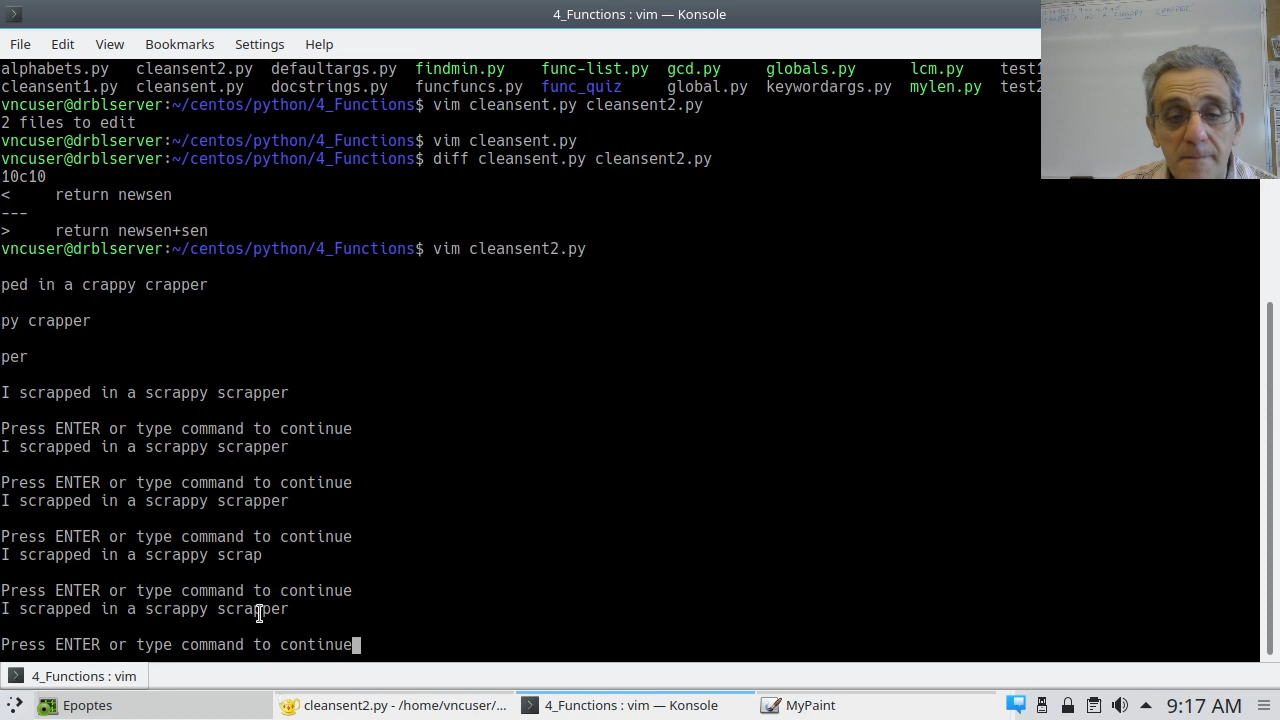 4_Functions : vim — Konsole
File Edit View Bookmarks Settings Help
alphabets.py cleansent2.py defaultargs.py findmin.py func-list.py gcd.py globals.py lcm.py test1
cleansent1.py cleansent.py docstrings.py funcfuncs.py func_quiz global.py keywordargs.py mylen.py test2
vncuser@drblserver:~/centos/python/4_Functions$ vim cleansent.py cleansent2.py
2 files to edit
vncuser@drblserver:~/centos/python/4_Functions$ vim cleansent.py
vncuser@drblserver:~/centos/python/4_Functions$ diff cleansent.py cleansent2.py
10c10
<     return newsen
---
>     return newsen+sen
vncuser@drblserver:~/centos/python/4_Functions$ vim cleansent2.py
ped in a crappy crapper
py crapper
per
I scrapped in a scrappy scrapper
Press ENTER or type command to continue
I scrapped in a scrappy scrapper
Press ENTER or type command to continue
I scrapped in a scrappy scrapper
Press ENTER or type command to continue
I scrapped in a scrappy scrap
Press ENTER or type command to continue
I scrapped in a scrappy scrapper
Press ENTER or type command to continue
4_Functions : vim
Epoptes cleansent2.py - /home/vncuser/... 4_Functions : vim — Konsole MyPaint 9:17 AM